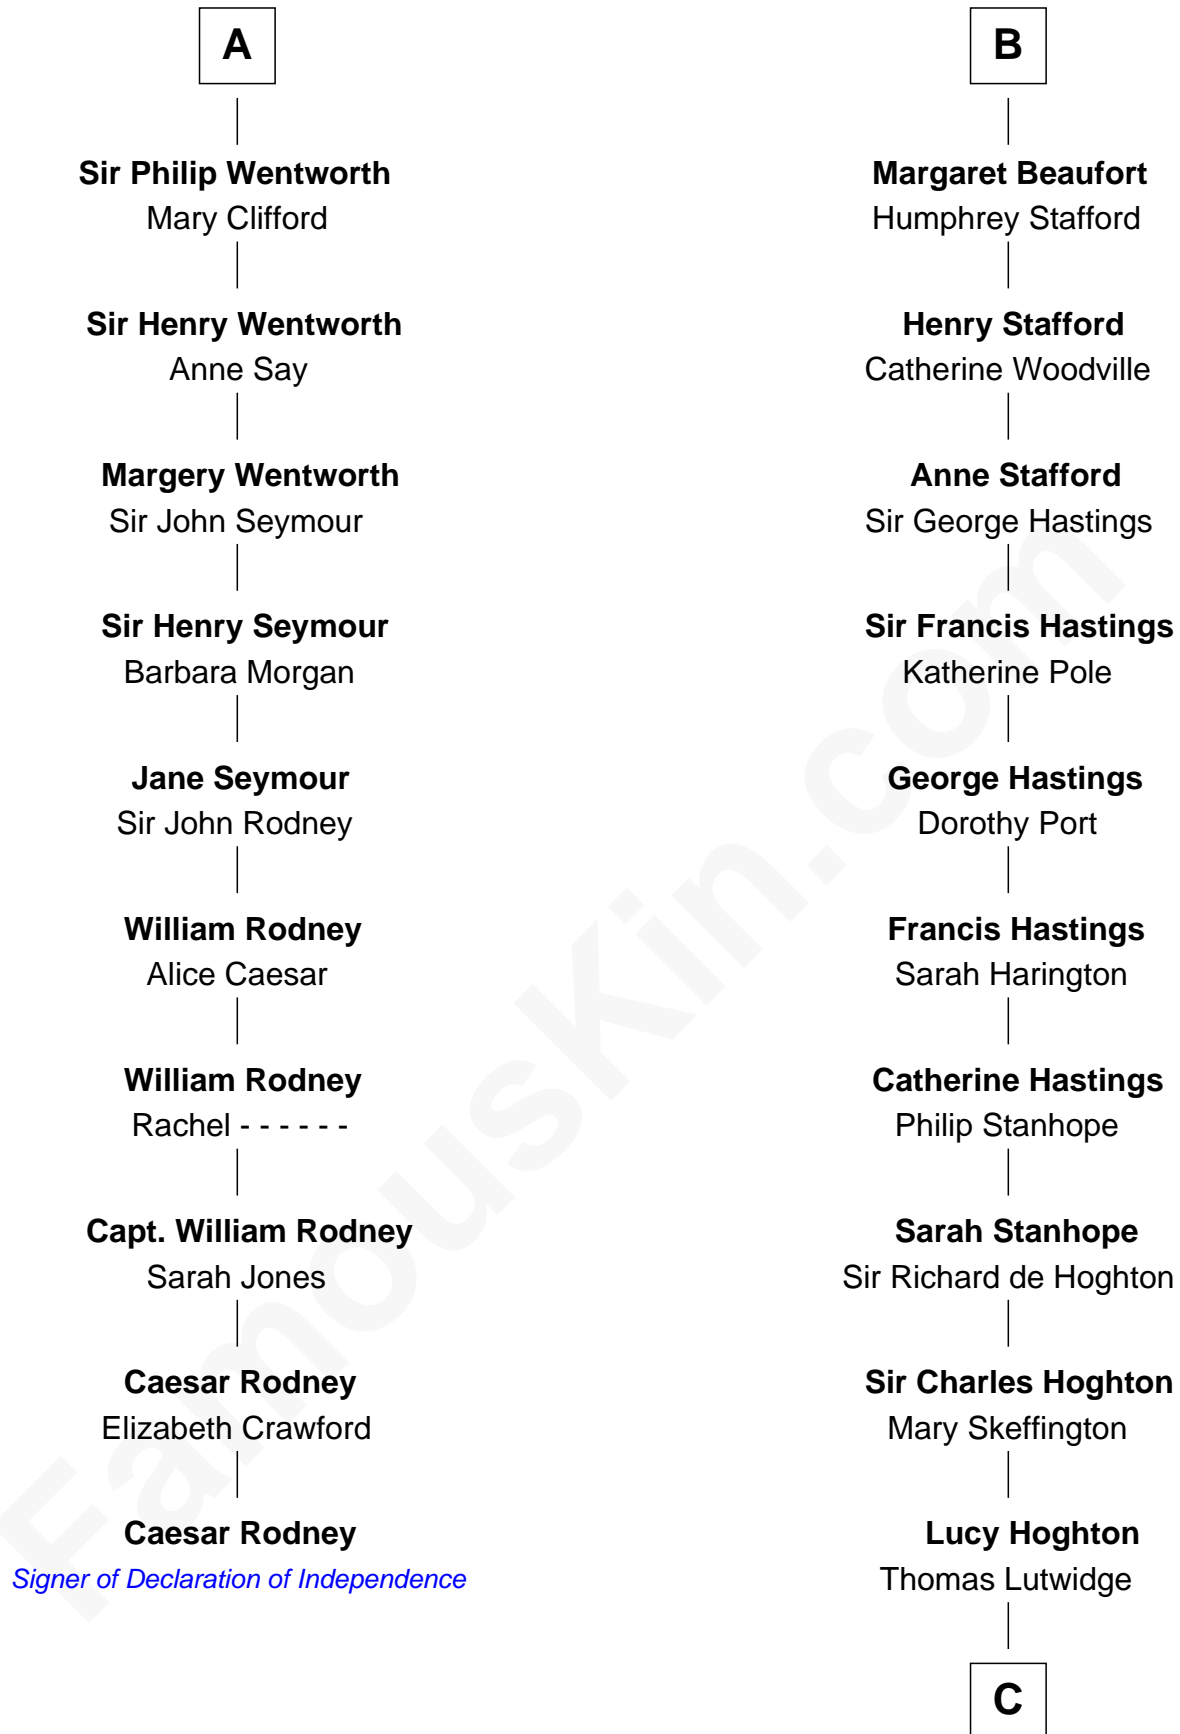 A
Sir Philip Wentworth
Mary Clifford
Sir Henry Wentworth
Anne Say
Margery Wentworth
Sir John Seymour
Sir Henry Seymour
Barbara Morgan
Jane Seymour
Sir John Rodney
William Rodney
Alice Caesar
William Rodney
Rachel - - - - - -
Capt. William Rodney
Sarah Jones
Caesar Rodney
Elizabeth Crawford
Caesar Rodney
Signer of Declaration of Independence
B
Margaret Beaufort
Humphrey Stafford
Henry Stafford
Catherine Woodville
Anne Stafford
Sir George Hastings
Sir Francis Hastings
Katherine Pole
George Hastings
Dorothy Port
Francis Hastings
Sarah Harington
Catherine Hastings
Philip Stanhope
Sarah Stanhope
Sir Richard de Hoghton
Sir Charles Hoghton
Mary Skeffington
Lucy Hoghton
Thomas Lutwidge
C
FamousKin.com